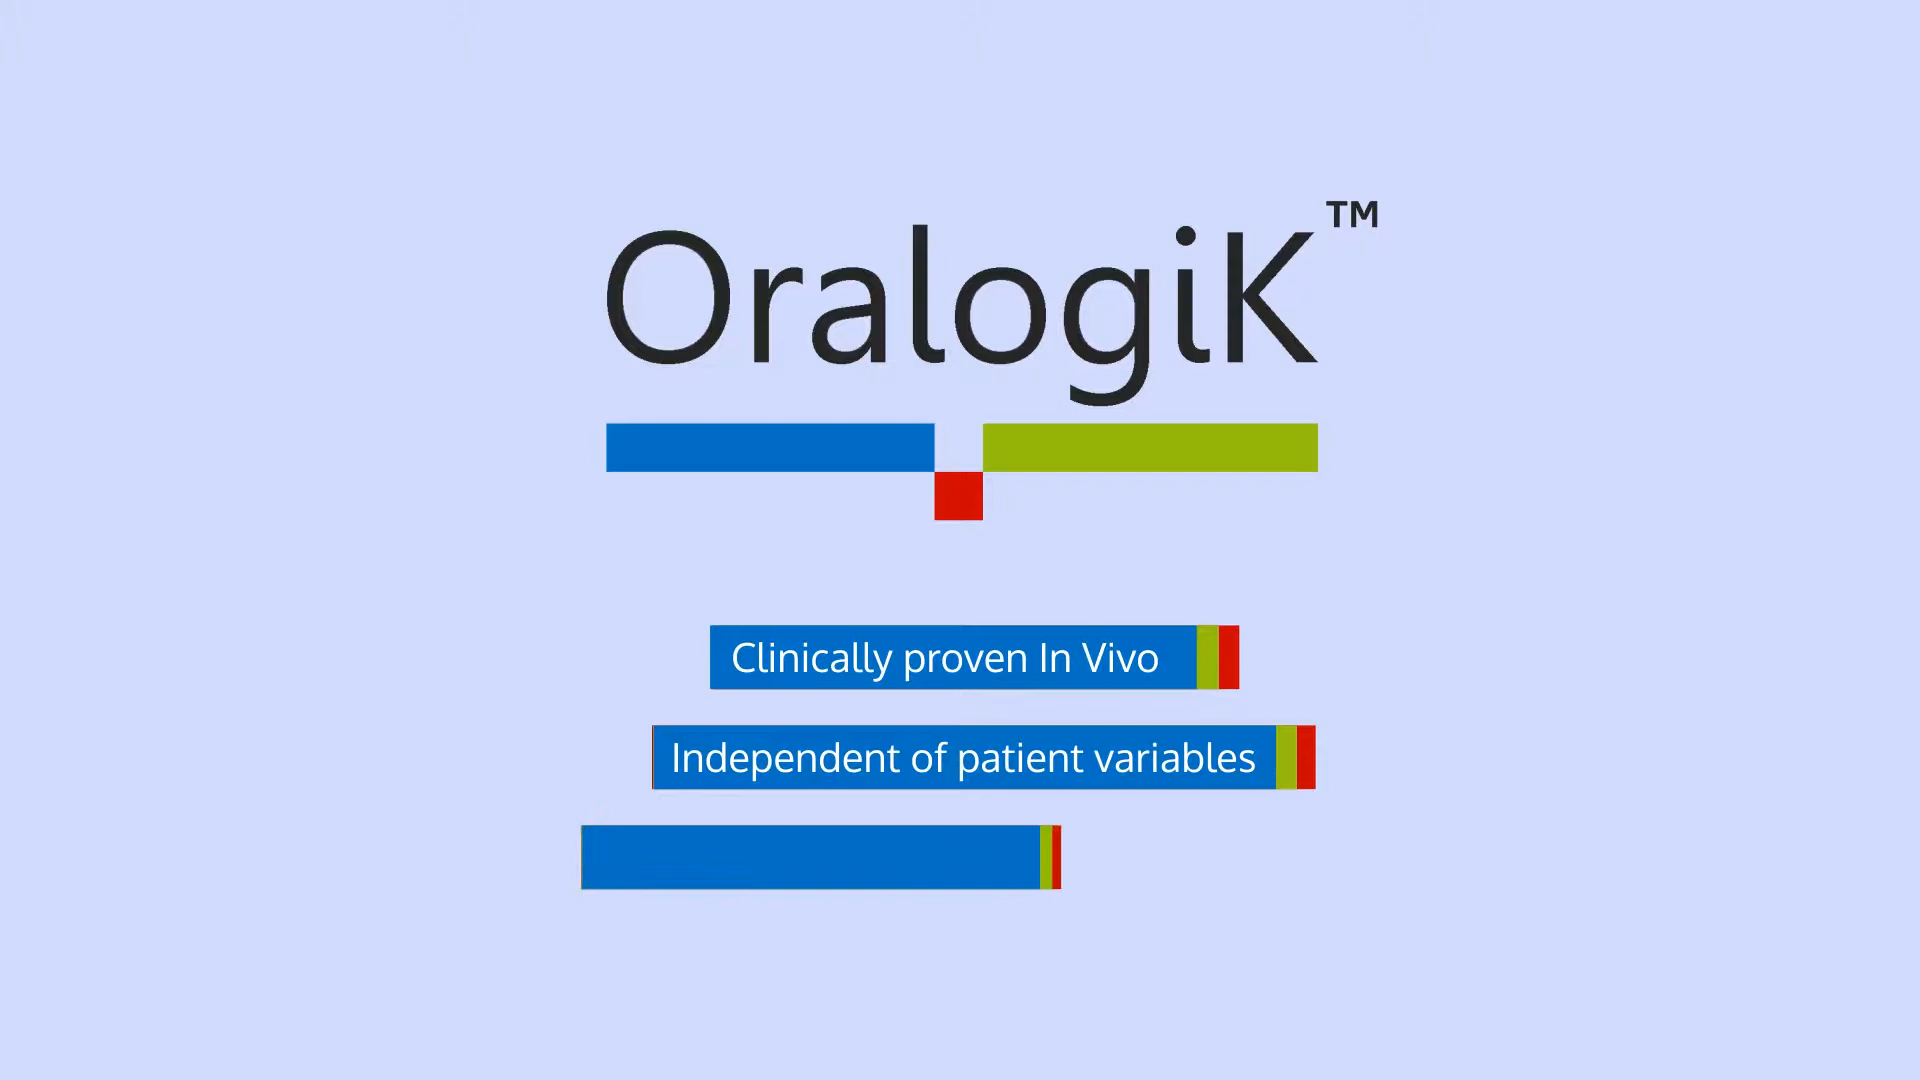 OralogiK™
Clinically proven In Vivo
Independent of patient variables